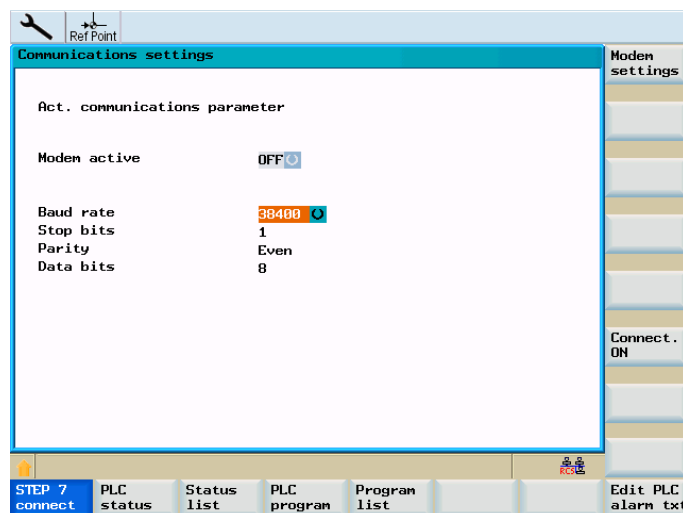 Ref Point
Communications settings
Modem
settings
Act. communications parameter
Modem active OFF
Baud rate 38400
Stop bits 1
Parity Even
Data bits 8
Connect.
ON
RCS
STEP 7
connect
PLC
status
Status
list
PLC
program
Program
list
Edit PLC
alarm txt